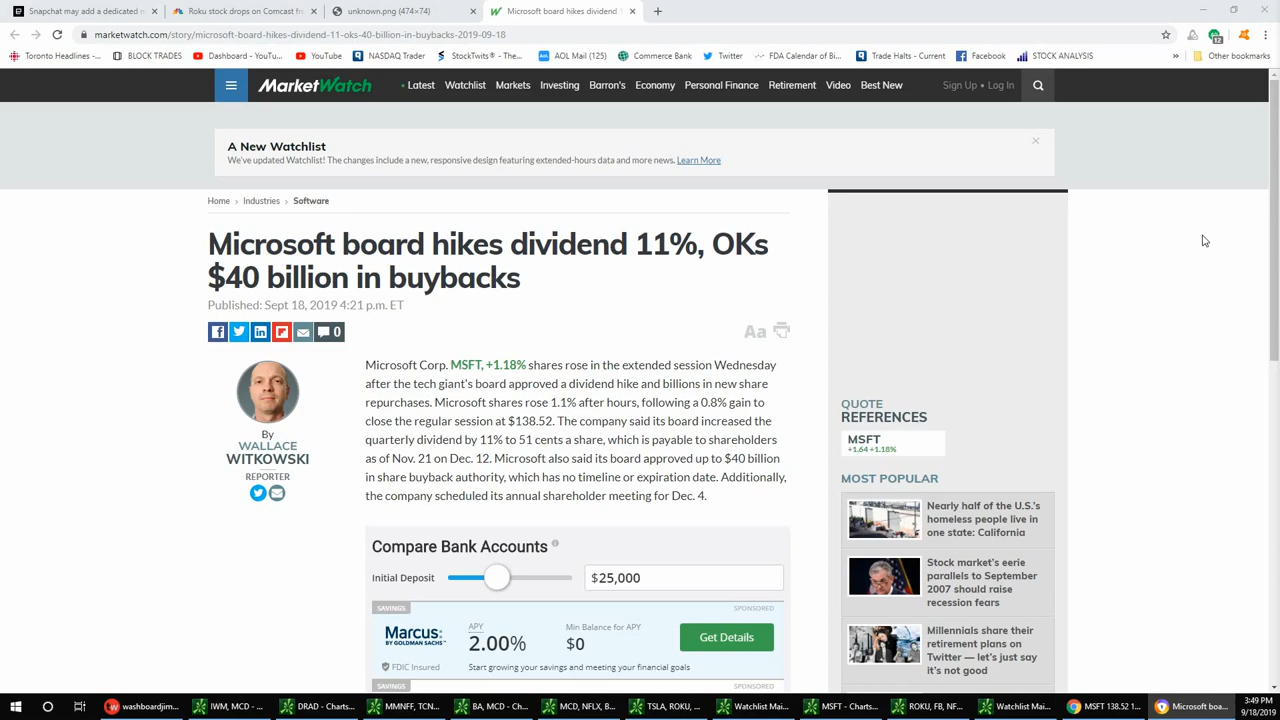 Snapchat may add a dedicated n
Roku stock drops on Comcast fr
unknown.png (474×74)
Microsoft board hikes dividend 1
marketwatch.com/story/microsoft-board-hikes-dividend-11-oks-40-billion-in-buybacks-2019-09-18
12
Toronto Headlines -...
BLOCK TRADES
Dashboard - YouTu...
YouTube
NASDAQ Trader
StockTwits® - The...
AOL Mail (125)
Commerce Bank
Twitter
FDA Calendar of Bi...
Trade Halts - Current
Facebook
STOCK ANALYSIS
»
Other bookmarks
MarketWatch
• Latest
Watchlist
Markets
Investing
Barron's
Economy
Personal Finance
Retirement
Video
Best New
Sign Up • Log In
A New Watchlist
We've updated Watchlist! The changes include a new, responsive design featuring extended-hours data and more news. Learn More
Home › Industries › Software
Microsoft board hikes dividend 11%, OKs
$40 billion in buybacks
Published: Sept 18, 2019 4:21 p.m. ET
0
Aa
By
WALLACE
WITKOWSKI
REPORTER
Microsoft Corp. MSFT, +1.18% shares rose in the extended session Wednesday
after the tech giant's board approved a dividend hike and billions in new share
repurchases. Microsoft shares rose 1.1% after hours, following a 0.8% gain to
close the regular session at $138.52. The company said its board increased the
quarterly dividend by 11% to 51 cents a share, which is payable to shareholders
as of Nov. 21 on Dec. 12. Microsoft also said its board approved up to $40 billion
in share buyback authority, which has no timeline or expiration date. Additionally,
the company scheduled its annual shareholder meeting for Dec. 4.
QUOTE
REFERENCES
MSFT
+1.64 +1.18%
MOST POPULAR
Nearly half of the U.S.'s
homeless people live in
one state: California
Stock market's eerie
parallels to September
2007 should raise
recession fears
Millennials share their
retirement plans on
Twitter — let's just say
it's not good
Compare Bank Accounts
Initial Deposit
$25,000
SAVINGS
SPONSORED
Marcus:
BY GOLDMAN SACHS
FDIC Insured
APY
2.00%
Min Balance for APY
$0
Get Details
Start growing your savings and meeting your financial goals
SAVINGS
SPONSORED
washboardjim...
IWM, MCD - ...
DRAD - Charts...
MMNFF, TCN...
BA, MCD - Cho...
MCD, NFLX, B...
TSLA, ROKU, ...
Watchlist Mai...
MSFT - Charts...
ROKU, FB, NF...
Watchlist Mai...
MSFT 138.52 1...
Microsoft boa...
3:49 PM
9/18/2019